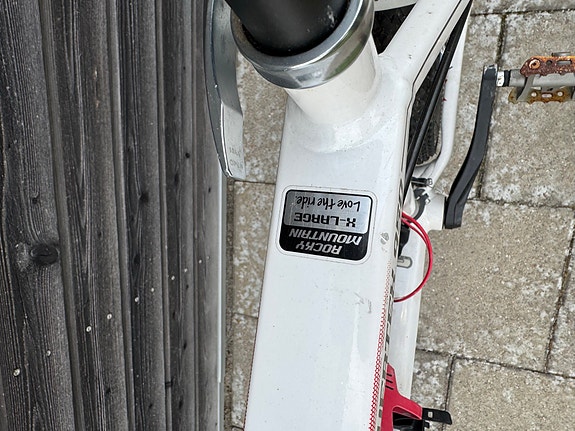 ROCKY
MOUNTAIN
X-LARGE
Love the ride.